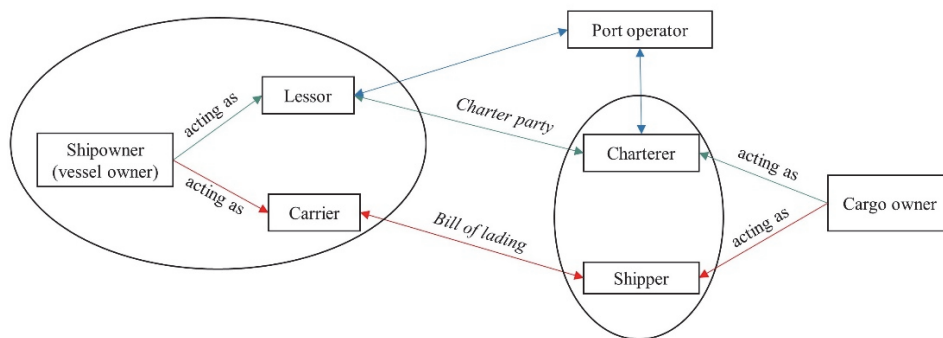 Port operator
Lessor
acting as
Charter party
Shipowner
(vessel owner)
Charterer
acting as
acting as
Carrier
Bill of lading
Cargo owner
acting as
Shipper